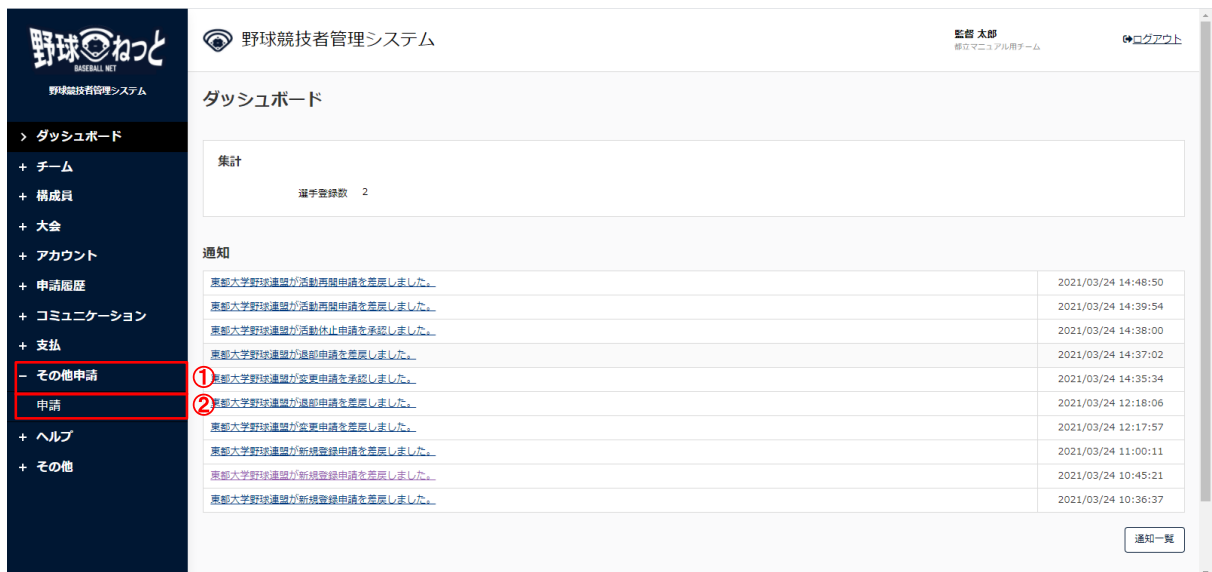 野球ねっと
BASEBALL NET
野球競技者管理システム
野球競技者管理システム
監督 太郎
都立マニュアル用チーム
ログアウト
> ダッシュボード
+ チーム
+ 構成員
+ 大会
+ アカウント
+ 申請履歴
+ コミュニケーション
+ 支払
− その他申請
①
申請
②
+ ヘルプ
+ その他
ダッシュボード
集計
選手登録数 2
通知
東都大学野球連盟が活動再開申請を差戻しました。 2021/03/24 14:48:50
東都大学野球連盟が活動再開申請を差戻しました。 2021/03/24 14:39:54
東都大学野球連盟が活動休止申請を承認しました。 2021/03/24 14:38:00
東都大学野球連盟が退部申請を差戻しました。 2021/03/24 14:37:02
東都大学野球連盟が変更申請を承認しました。 2021/03/24 14:35:34
東都大学野球連盟が退部申請を差戻しました。 2021/03/24 12:18:06
東都大学野球連盟が変更申請を差戻しました。 2021/03/24 12:17:57
東都大学野球連盟が新規登録申請を差戻しました。 2021/03/24 11:00:11
東都大学野球連盟が新規登録申請を差戻しました。 2021/03/24 10:45:21
東都大学野球連盟が新規登録申請を差戻しました。 2021/03/24 10:36:37
通知一覧